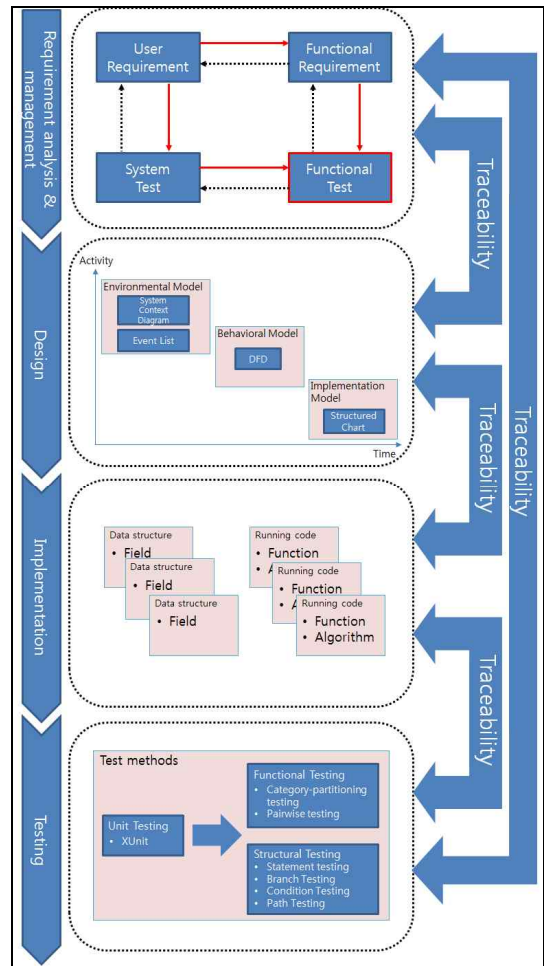 Requirement analysis &
management
User
Requirement
Functional
Requirement
System
Test
Functional
Test
Traceability
Design
Activity
Environmental Model
System
Context
Diagram
Event List
Behavioral Model
DFD
Implementation
Model
Structured
Chart
Time
Traceability
Traceability
Implementation
Data structure
• Field
Data structure
• Field
Data structure
• Field
Running code
• Function
• A
Running code
• Function
• A
Running code
• Function
• Algorithm
Traceability
Testing
Test methods
Unit Testing
• XUnit
Functional Testing
• Category-partitioning
testing
• Pairwise testing
Structural Testing
• Statement testing
• Branch Testing
• Condition Testing
• Path Testing